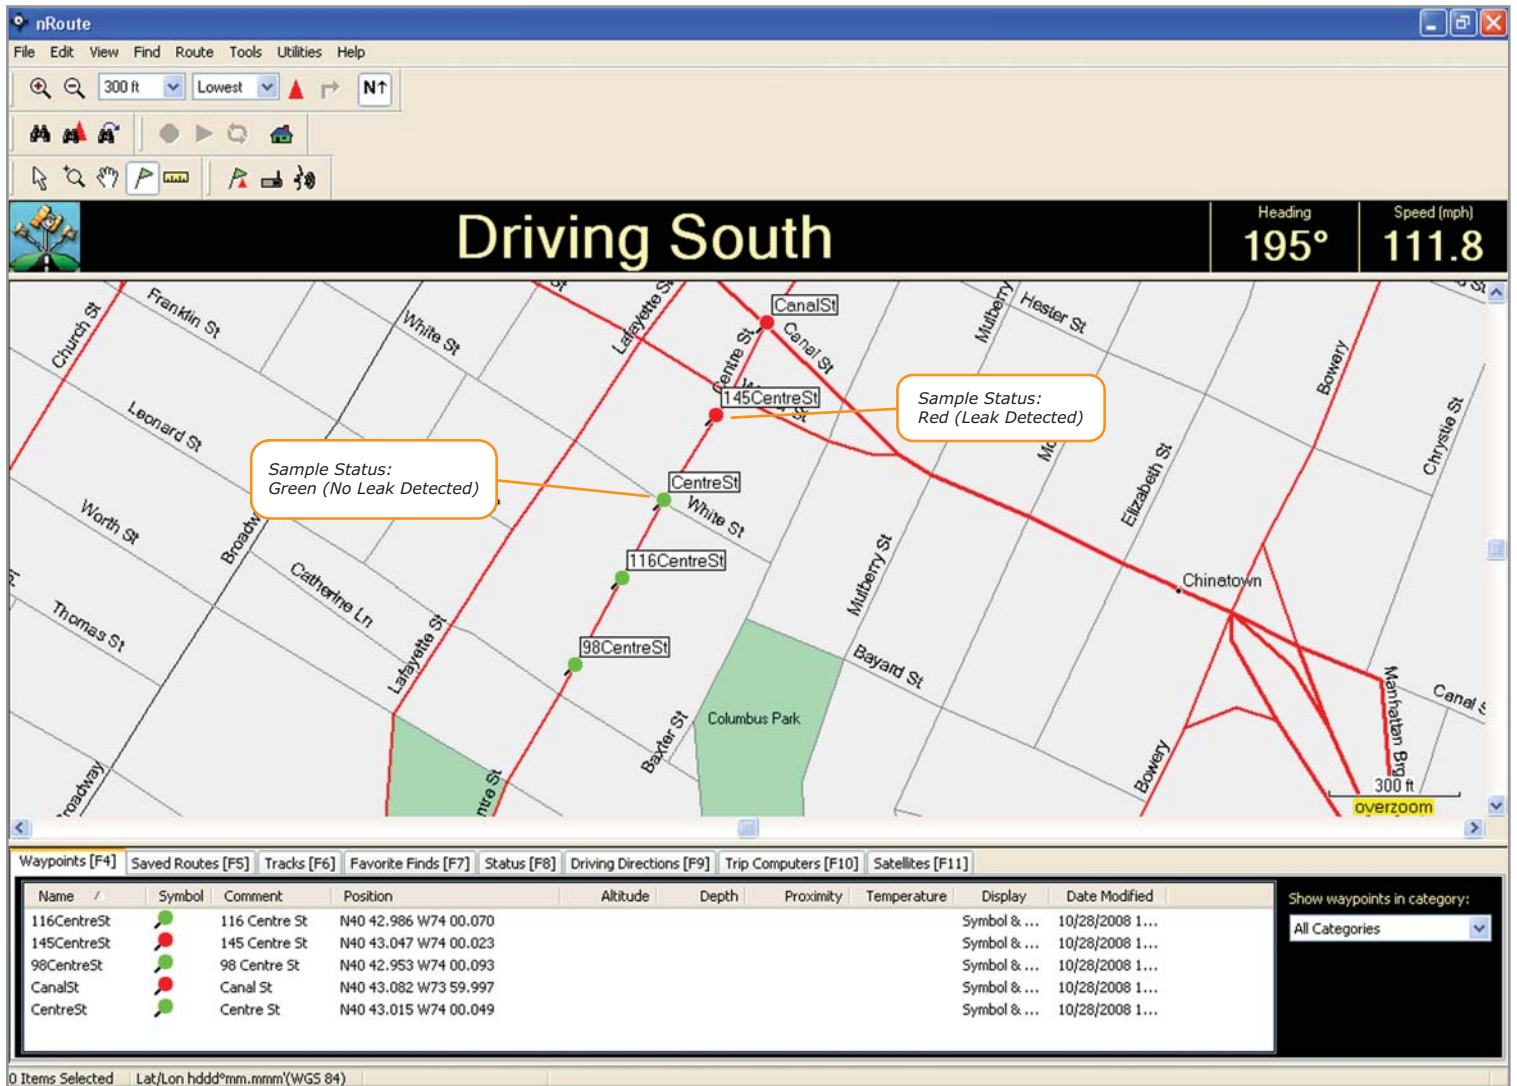 nRoute
File Edit View Find Route Tools Utilities Help
300 ft Lowest N↑
Driving South
Heading
195°
Speed (mph)
111.8
Church St
Franklin St
White St
Lafayette St
St
CanalSt
Canal St
Centre St
145CentreSt
Mulberry
Hester St
Bowery
Chrystie St
Sample Status:
Red (Leak Detected)
Leonard St
Sample Status:
Green (No Leak Detected)
CentreSt
White St
Elizabeth St
Worth St
Broadw
Catherine Ln
116CentreSt
Mulberry St
Chinatown
Thomas St
Lafayette St
98CentreSt
Bayard St
Baxter St
Columbus Park
Manhattan Brg
Canal S
Bowery
roadway
ntre St
300 ft
overzoom
Waypoints [F4] Saved Routes [F5] Tracks [F6] Favorite Finds [F7] Status [F8] Driving Directions [F9] Trip Computers [F10] Satellites [F11]
Name Symbol Comment Position Altitude Depth Proximity Temperature Display Date Modified
116CentreSt 116 Centre St N40 42.986 W74 00.070 Symbol & ... 10/28/2008 1...
145CentreSt 145 Centre St N40 43.047 W74 00.023 Symbol & ... 10/28/2008 1...
98CentreSt 98 Centre St N40 42.953 W74 00.093 Symbol & ... 10/28/2008 1...
CanalSt Canal St N40 43.082 W73 59.997 Symbol & ... 10/28/2008 1...
CentreSt Centre St N40 43.015 W74 00.049 Symbol & ... 10/28/2008 1...
Show waypoints in category:
All Categories
0 Items Selected Lat/Lon hddd°mm.mmm'(WGS 84)